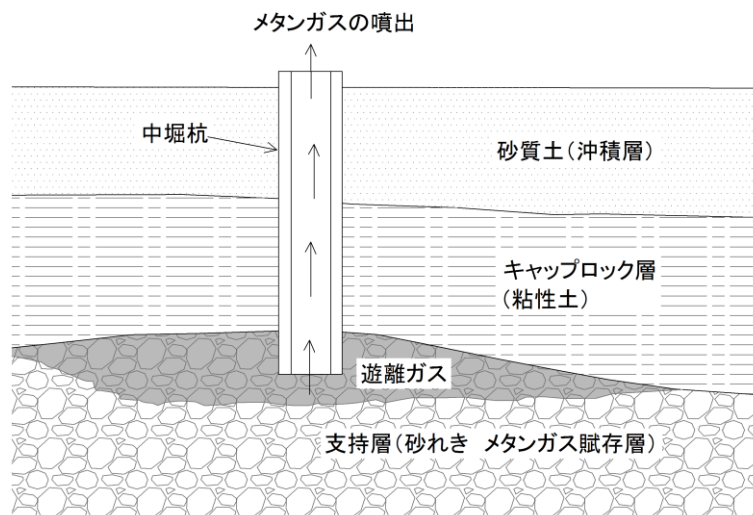 メタンガスの噴出
中堀杭
砂質土（沖積層）
キャップロック層
（粘性土）
遊離ガス
支持層（砂れき　メタンガス賦存層）